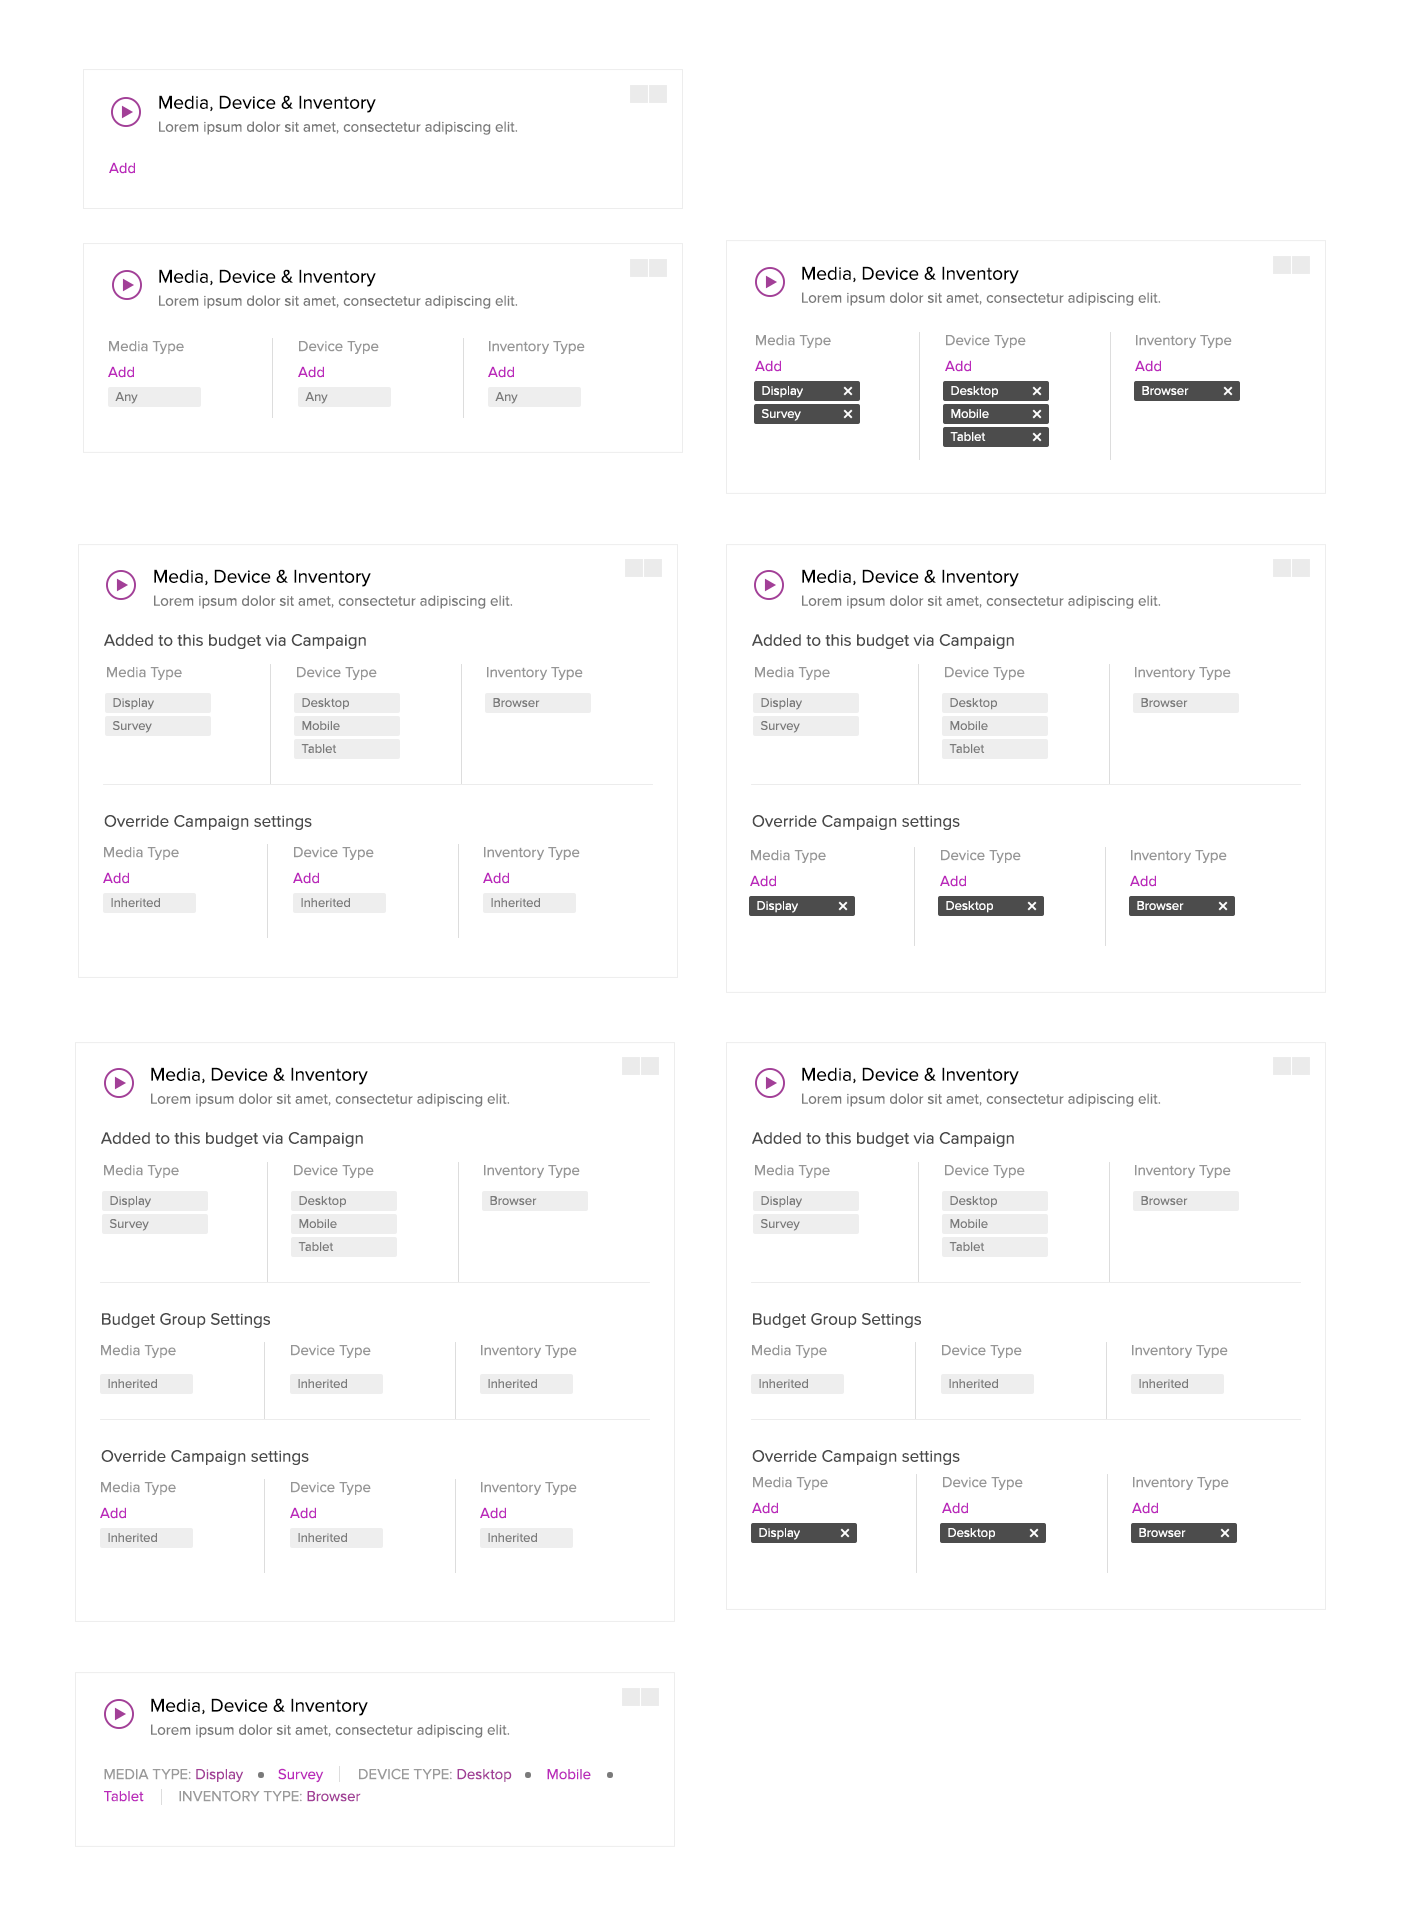 Media, Device & Inventory
Lorem ipsum dolor sit amet, consectetur adipiscing elit.
Add
Media, Device & Inventory
Lorem ipsum dolor sit amet, consectetur adipiscing elit.
Media Type Device Type Inventory Type
Add Add Add
Any Any Any
Media, Device & Inventory
Lorem ipsum dolor sit amet, consectetur adipiscing elit.
Media Type Device Type Inventory Type
Add Add Add
Display Desktop Browser
Survey Mobile
Tablet
Media, Device & Inventory
Lorem ipsum dolor sit amet, consectetur adipiscing elit.
Added to this budget via Campaign
Media Type Device Type Inventory Type
Display Desktop Browser
Survey Mobile
Tablet
Override Campaign settings
Media Type Device Type Inventory Type
Add Add Add
Inherited Inherited Inherited
Media, Device & Inventory
Lorem ipsum dolor sit amet, consectetur adipiscing elit.
Added to this budget via Campaign
Media Type Device Type Inventory Type
Display Desktop Browser
Survey Mobile
Tablet
Override Campaign settings
Media Type Device Type Inventory Type
Add Add Add
Display Desktop Browser
Media, Device & Inventory
Lorem ipsum dolor sit amet, consectetur adipiscing elit.
Added to this budget via Campaign
Media Type Device Type Inventory Type
Display Desktop Browser
Survey Mobile
Tablet
Budget Group Settings
Media Type Device Type Inventory Type
Inherited Inherited Inherited
Override Campaign settings
Media Type Device Type Inventory Type
Add Add Add
Inherited Inherited Inherited
Media, Device & Inventory
Lorem ipsum dolor sit amet, consectetur adipiscing elit.
Added to this budget via Campaign
Media Type Device Type Inventory Type
Display Desktop Browser
Survey Mobile
Tablet
Budget Group Settings
Media Type Device Type Inventory Type
Inherited Inherited Inherited
Override Campaign settings
Media Type Device Type Inventory Type
Add Add Add
Display Desktop Browser
Media, Device & Inventory
Lorem ipsum dolor sit amet, consectetur adipiscing elit.
MEDIA TYPE: Display • Survey | DEVICE TYPE: Desktop • Mobile •
Tablet | INVENTORY TYPE: Browser